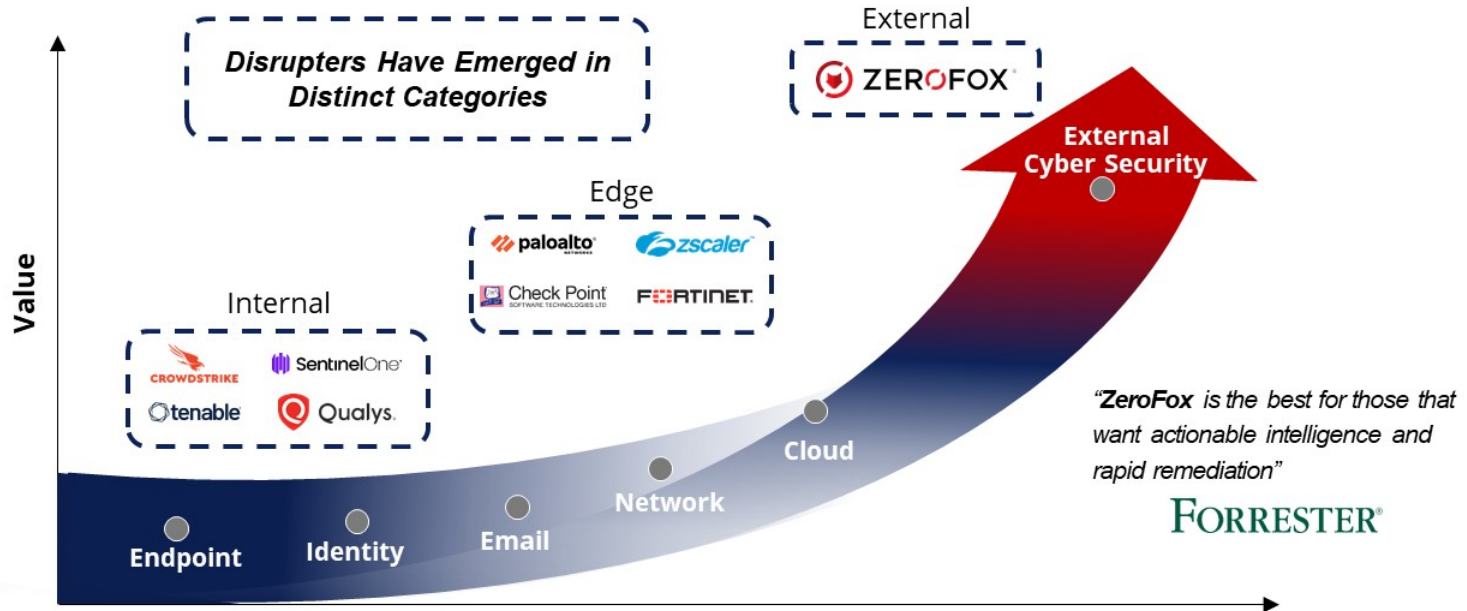 Disrupters Have Emerged in
Distinct Categories
External
ZEROFOX®
External
Cyber Security
Edge
paloalto®
NETWORKS
zscaler™
Check Point®
SOFTWARE TECHNOLOGIES LTD
FORTINET®
Value
Internal
CROWDSTRIKE
SentinelOne®
tenable®
Qualys®
"ZeroFox is the best for those that
want actionable intelligence and
rapid remediation"
FORRESTER®
Cloud
Network
Email
Identity
Endpoint